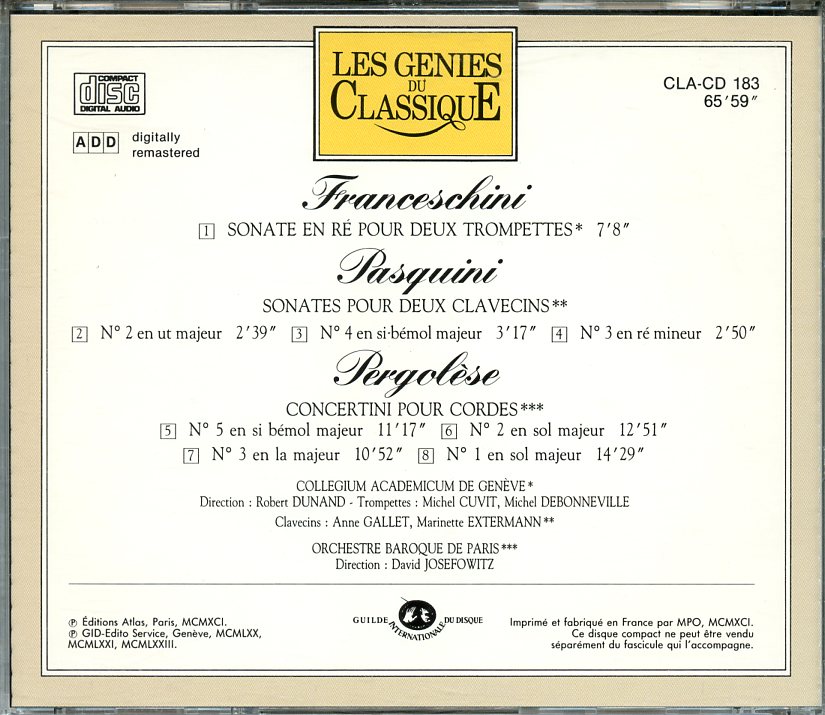 LES GENIES
DU
CLASSIQUE
COMPACT
disc
DIGITAL AUDIO
ADD digitally
remastered
CLA-CD 183
65'59"
Franceschini
1 SONATE EN RÉ POUR DEUX TROMPETTES* 7'8"
Pasquini
SONATES POUR DEUX CLAVECINS**
2 N° 2 en ut majeur 2'39" 3 N° 4 en si·bémol majeur 3'17" 4 N° 3 en ré mineur 2'50"
Pergolèse
CONCERTINI POUR CORDES***
5 N° 5 en si bémol majeur 11'17" 6 N° 2 en sol majeur 12'51"
7 N° 3 en la majeur 10'52" 8 N° 1 en sol majeur 14'29"
COLLEGIUM ACADEMICUM DE GENÈVE*
Direction : Robert DUNAND - Trompettes : Michel CUVIT, Michel DEBONNEVILLE
Clavecins : Anne GALLET, Marinette EXTERMANN**
ORCHESTRE BAROQUE DE PARIS***
Direction : David JOSEFOWITZ
℗ Éditions Atlas, Paris, MCMXCI.
℗ GID-Edito Service, Genève, MCMLXX,
MCMLXXI, MCMLXXIII.
GUILDE INTERNATIONALE DU DISQUE
Imprimé et fabriqué en France par MPO, MCMXCI.
Ce disque compact ne peut être vendu
séparément du fascicule qui l'accompagne.